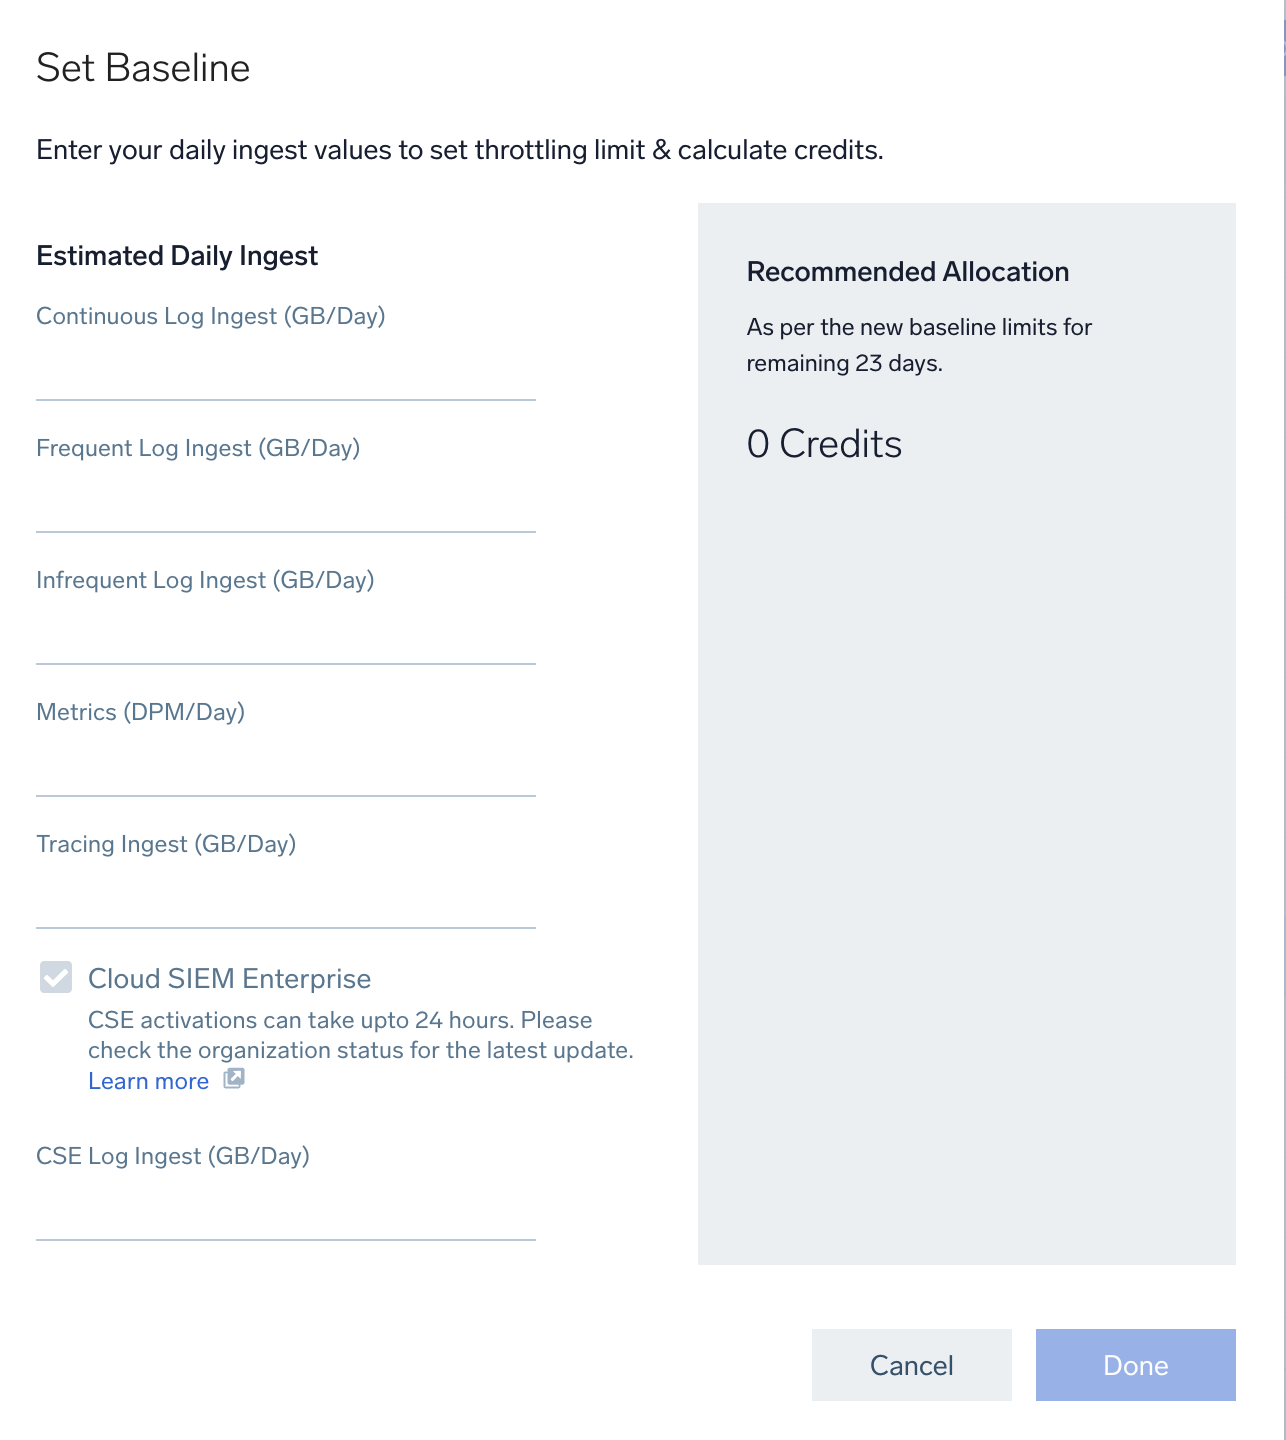 Set Baseline
Enter your daily ingest values to set throttling limit & calculate credits.
Estimated Daily Ingest
Continuous Log Ingest (GB/Day)
Frequent Log Ingest (GB/Day)
Infrequent Log Ingest (GB/Day)
Metrics (DPM/Day)
Tracing Ingest (GB/Day)
Cloud SIEM Enterprise
CSE activations can take upto 24 hours. Please
check the organization status for the latest update.
Learn more
CSE Log Ingest (GB/Day)
Recommended Allocation
As per the new baseline limits for
remaining 23 days.
0 Credits
Cancel
Done